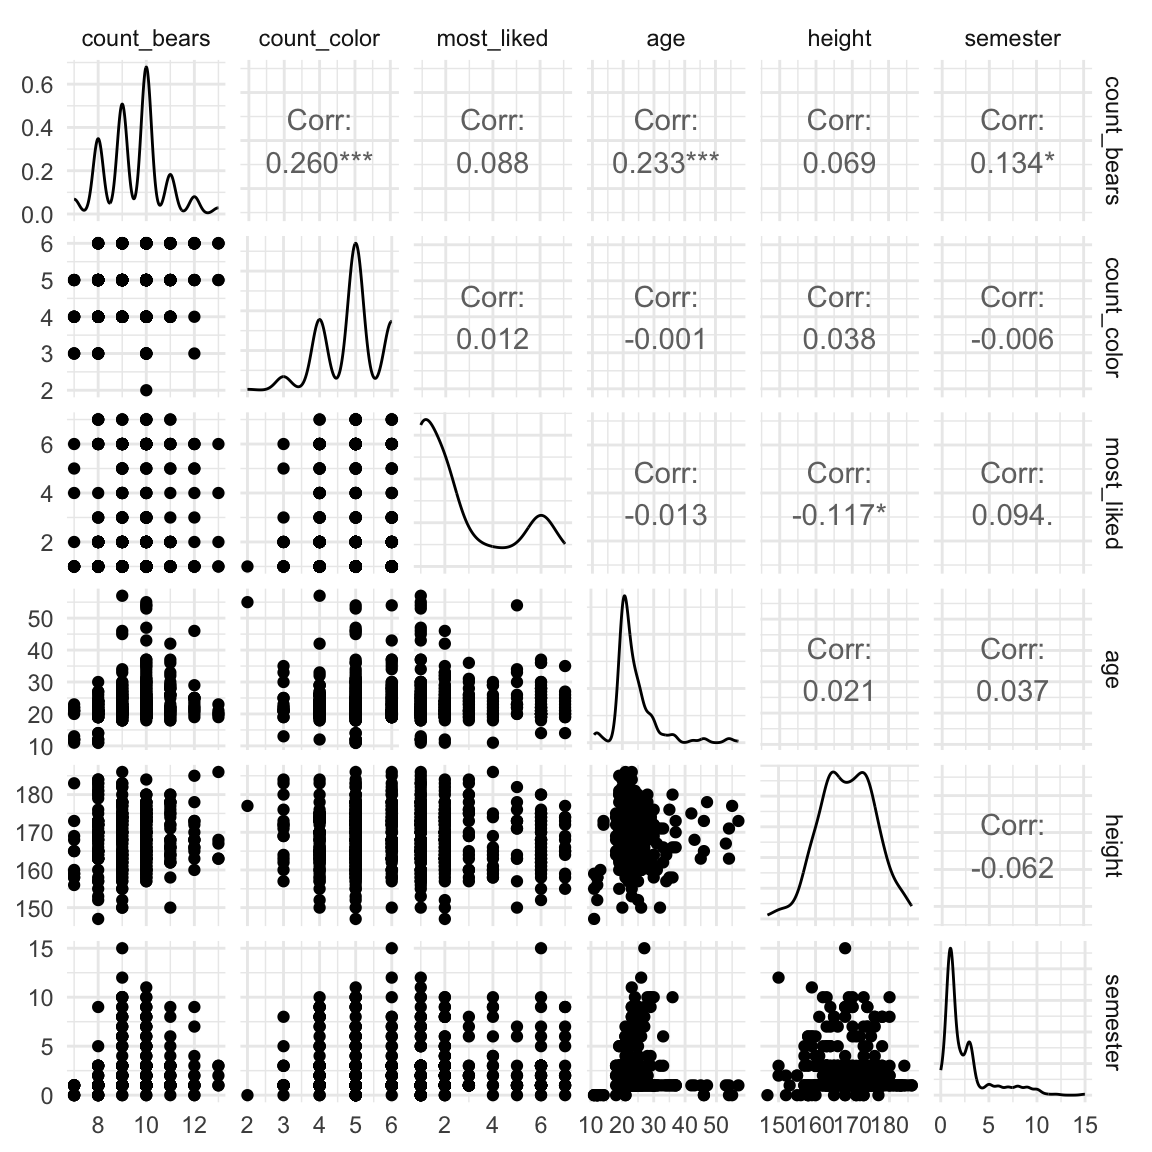 count_bears count_color most_liked age height semester
0.6
0.4
0.2
0.0
Corr:
0.260***
Corr:
0.088
Corr:
0.233***
Corr:
0.069
Corr:
0.134*
count_bears
6
5
4
3
2
Corr:
0.012
Corr:
-0.001
Corr:
0.038
Corr:
-0.006
count_color
6
4
2
Corr:
-0.013
Corr:
-0.117*
Corr:
0.094.
most_liked
50
40
30
20
10
Corr:
0.021
Corr:
0.037
age
180
170
160
150
Corr:
-0.062
height
15
10
5
0
semester
8 10 12 2 3 4 5 6 2 4 6 10 20 30 40 50 150 160 170 180 0 5 10 15